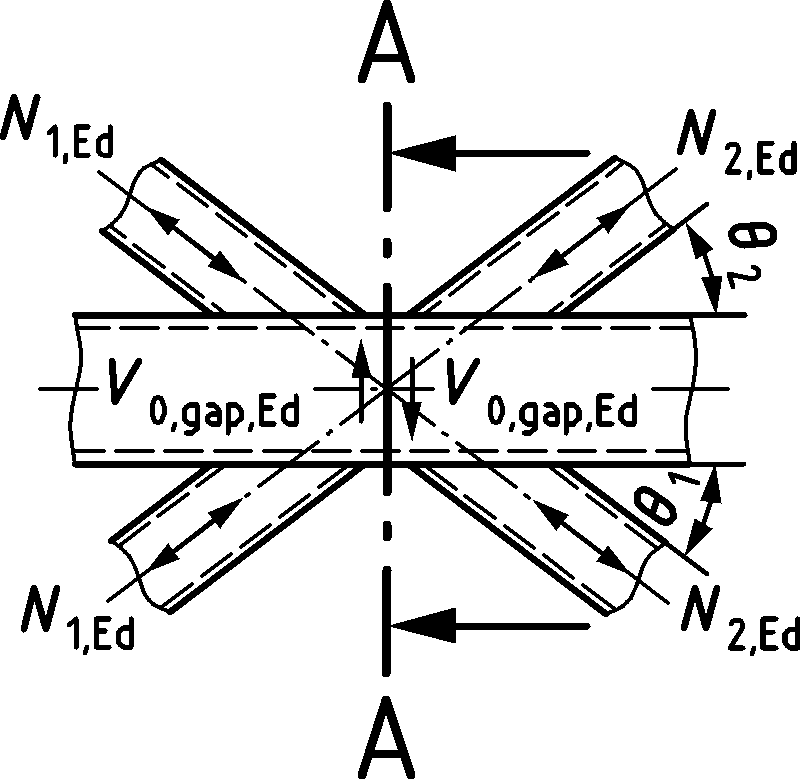 A
N1,Ed
N2,Ed
θ2
V0,gap,Ed V0,gap,Ed
θ1
N1,Ed
N2,Ed
A